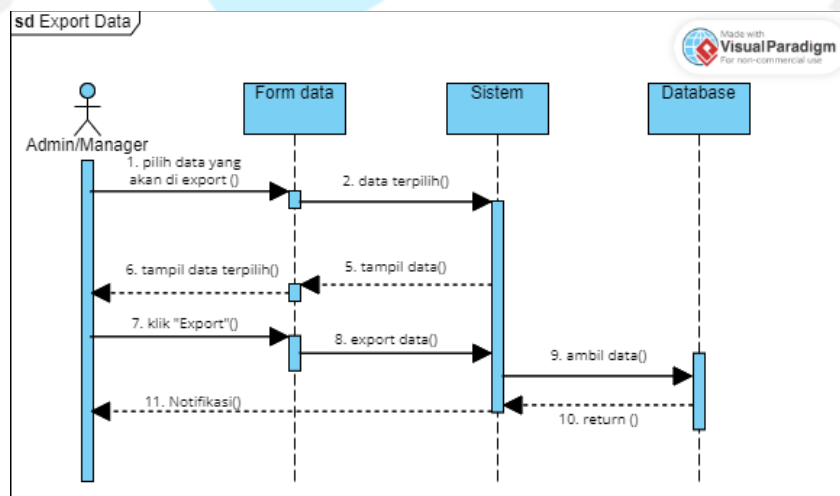 sd Export Data
Made with
Visual Paradigm
For non-commercial use
Form data
Sistem
Database
Admin/Manager
1. pilih data yang
akan di export ()
2. data terpilih()
5. tampil data()
6. tampil data terpilih()
7. klik "Export"()
8. export data()
9. ambil data()
10. return ()
11. Notifikasi()